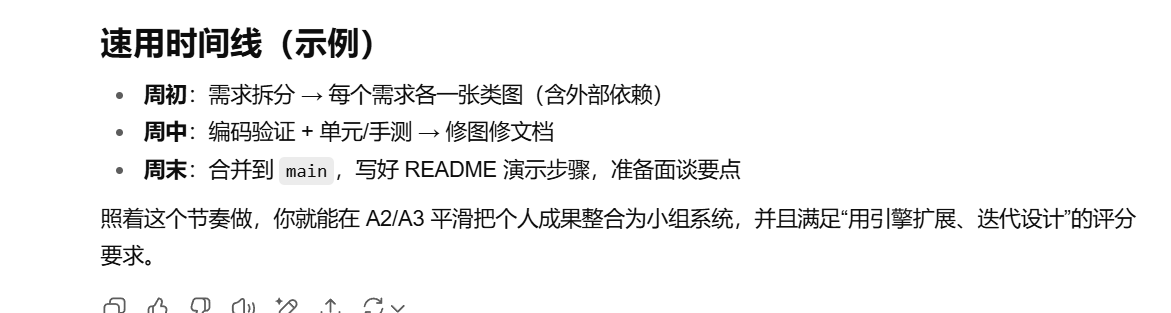 速用时间线（示例）
周初：需求拆分 → 每个需求各一张类图（含外部依赖）
周中：编码验证 + 单元/手测 → 修图修文档
周末：合并到 main，写好 README 演示步骤，准备面谈要点
照着这个节奏做，你就能在 A2/A3 平滑把个人成果整合为小组系统，并且满足“用引擎扩展、迭代设计”的评分
要求。